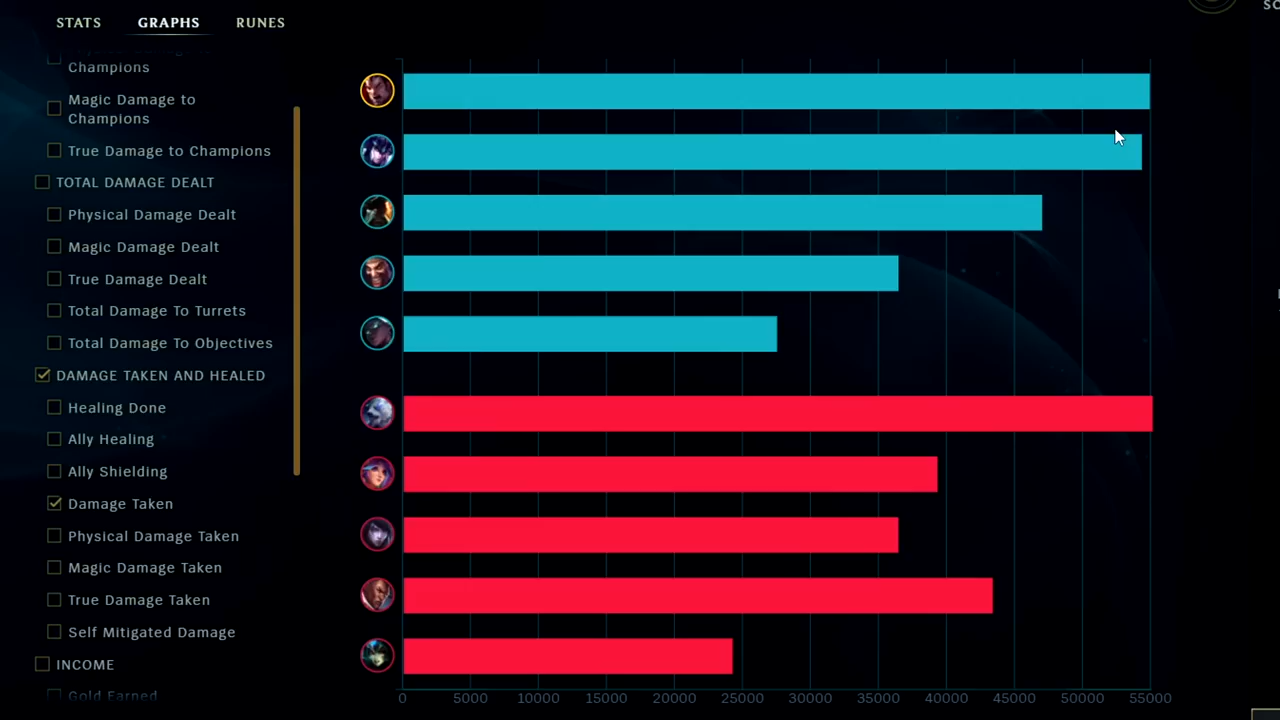 STATS GRAPHS RUNES
Champions
Magic Damage to
Champions
True Damage to Champions
TOTAL DAMAGE DEALT
Physical Damage Dealt
Magic Damage Dealt
True Damage Dealt
Total Damage To Turrets
Total Damage To Objectives
DAMAGE TAKEN AND HEALED
Healing Done
Ally Healing
Ally Shielding
Damage Taken
Physical Damage Taken
Magic Damage Taken
True Damage Taken
Self Mitigated Damage
INCOME
Gold Earned
0 5000 10000 15000 20000 25000 30000 35000 40000 45000 50000 55000